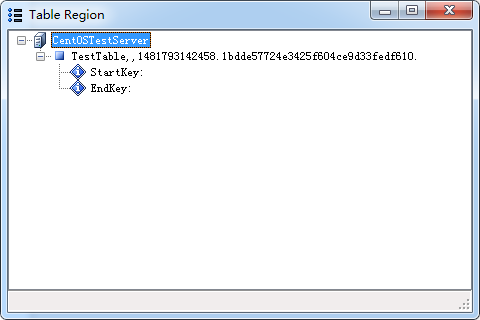 Table Region
CentOSTestServer
TestTable,,1481793142458.1bdde57724e3425f604ce9d33fedf610.
StartKey:
EndKey: